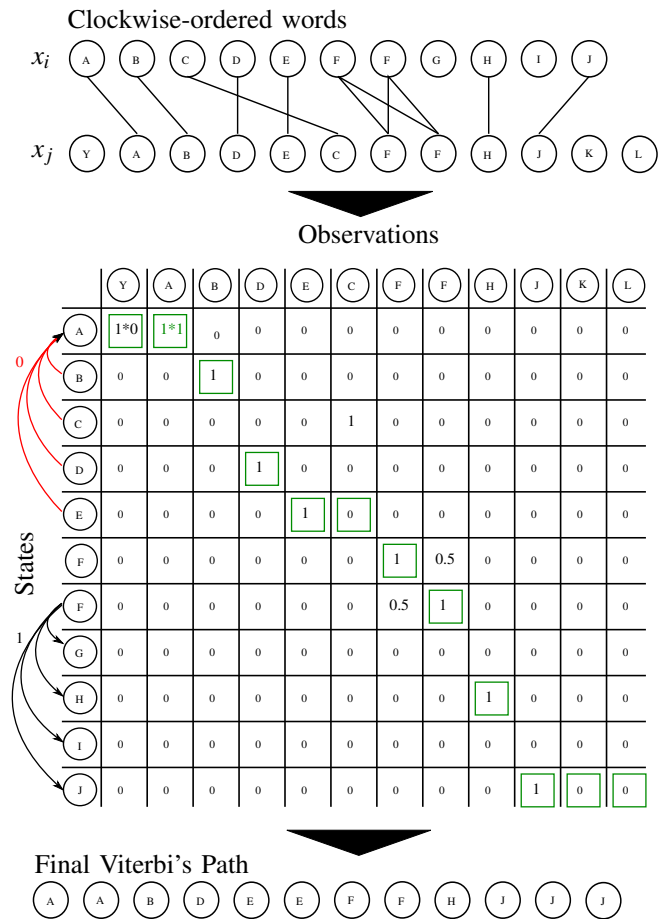 Clockwise-ordered words
x_i A B C D E F F G H I J
x_j Y A B D E C F F H J K L
Observations
Y A B D E C F F H J K L
A 1*0 1*1 0 0 0 0 0 0 0 0 0 0
0
B 0 0 1 0 0 0 0 0 0 0 0 0
C 0 0 0 0 0 1 0 0 0 0 0 0
D 0 0 0 1 0 0 0 0 0 0 0 0
E 0 0 0 0 1 0 0 0 0 0 0 0
States
F 0 0 0 0 0 0 1 0.5 0 0 0 0
F 0 0 0 0 0 0 0.5 1 0 0 0 0
1
G 0 0 0 0 0 0 0 0 0 0 0 0
H 0 0 0 0 0 0 0 0 1 0 0 0
I 0 0 0 0 0 0 0 0 0 0 0 0
J 0 0 0 0 0 0 0 0 0 1 0 0
Final Viterbi's Path
A A B D E E F F H J J J